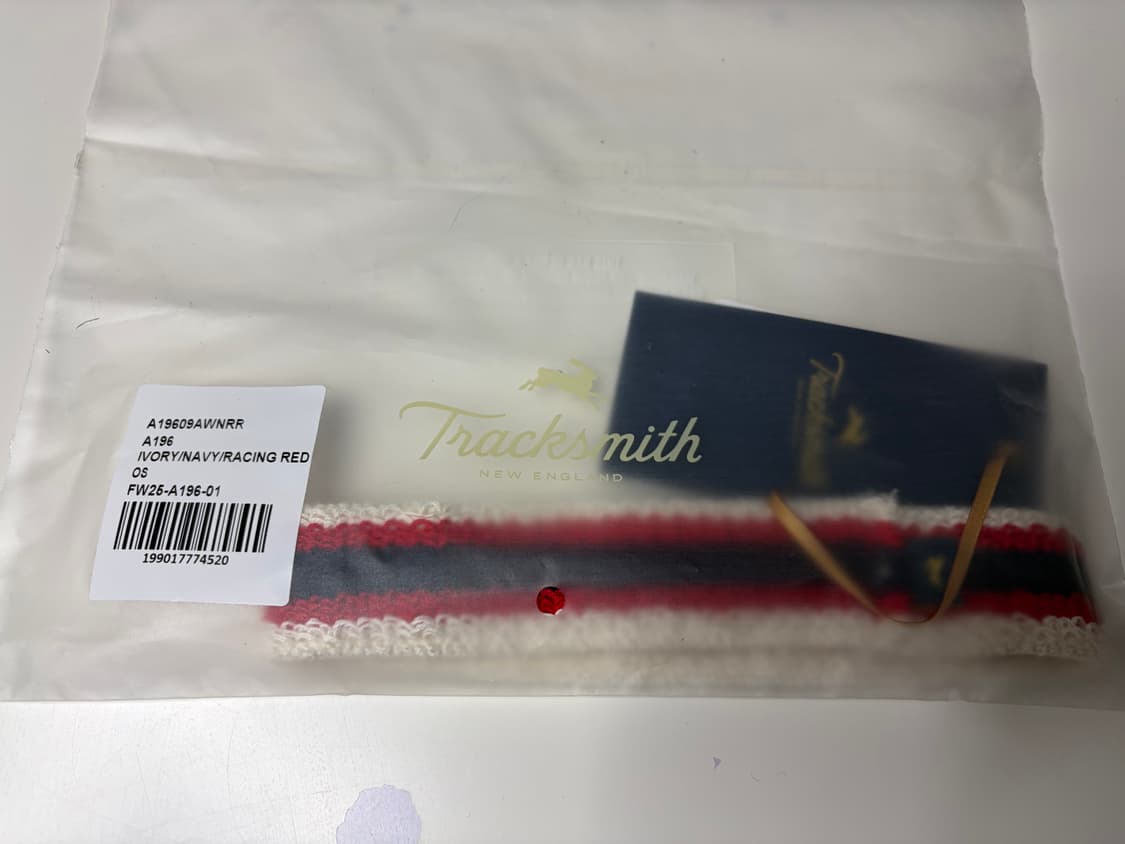 A19609AWNRR
A196
IVORY/NAVY/RACING RED
OS
FW25-A196-01
199017774520
Tracksmith
NEW ENGLAND
Tracksmith